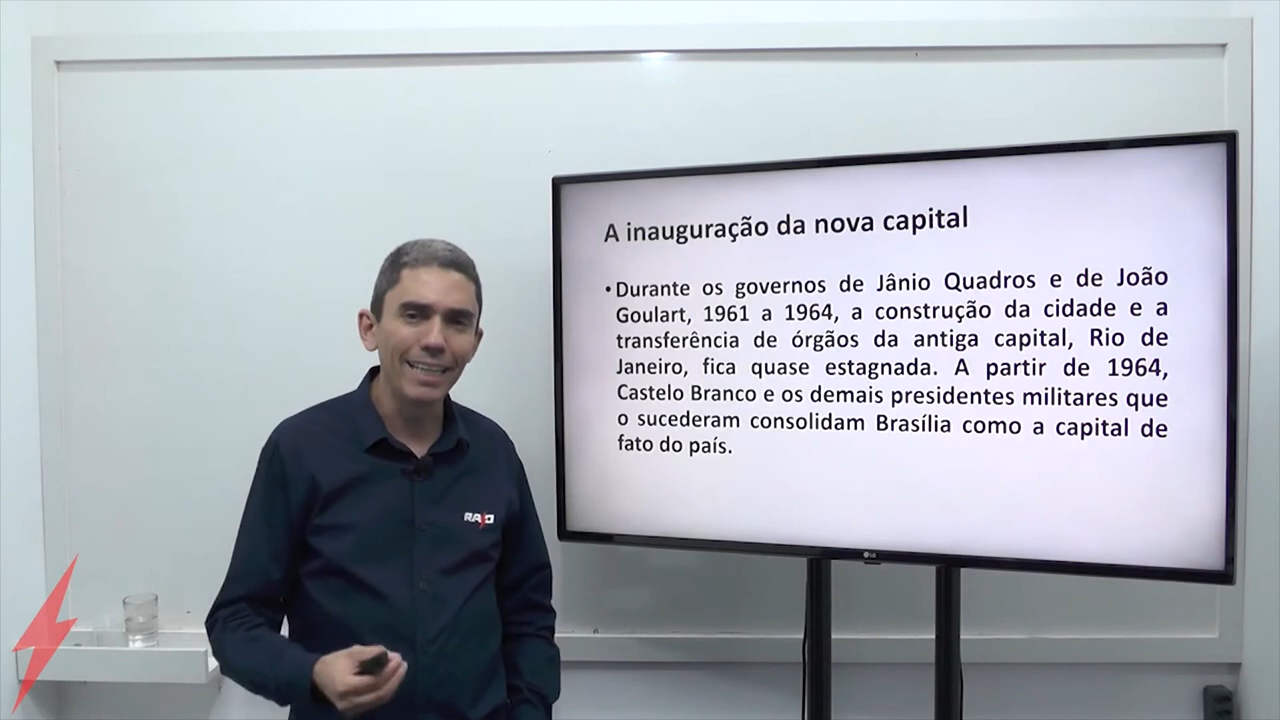 A inauguração da nova capital
• Durante os governos de Jânio Quadros e de João
Goulart, 1961 a 1964, a construção da cidade e a
transferência de órgãos da antiga capital, Rio de
Janeiro, fica quase estagnada. A partir de 1964,
Castelo Branco e os demais presidentes militares que
o sucederam consolidam Brasília como a capital de
fato do país.
RAIO
LG